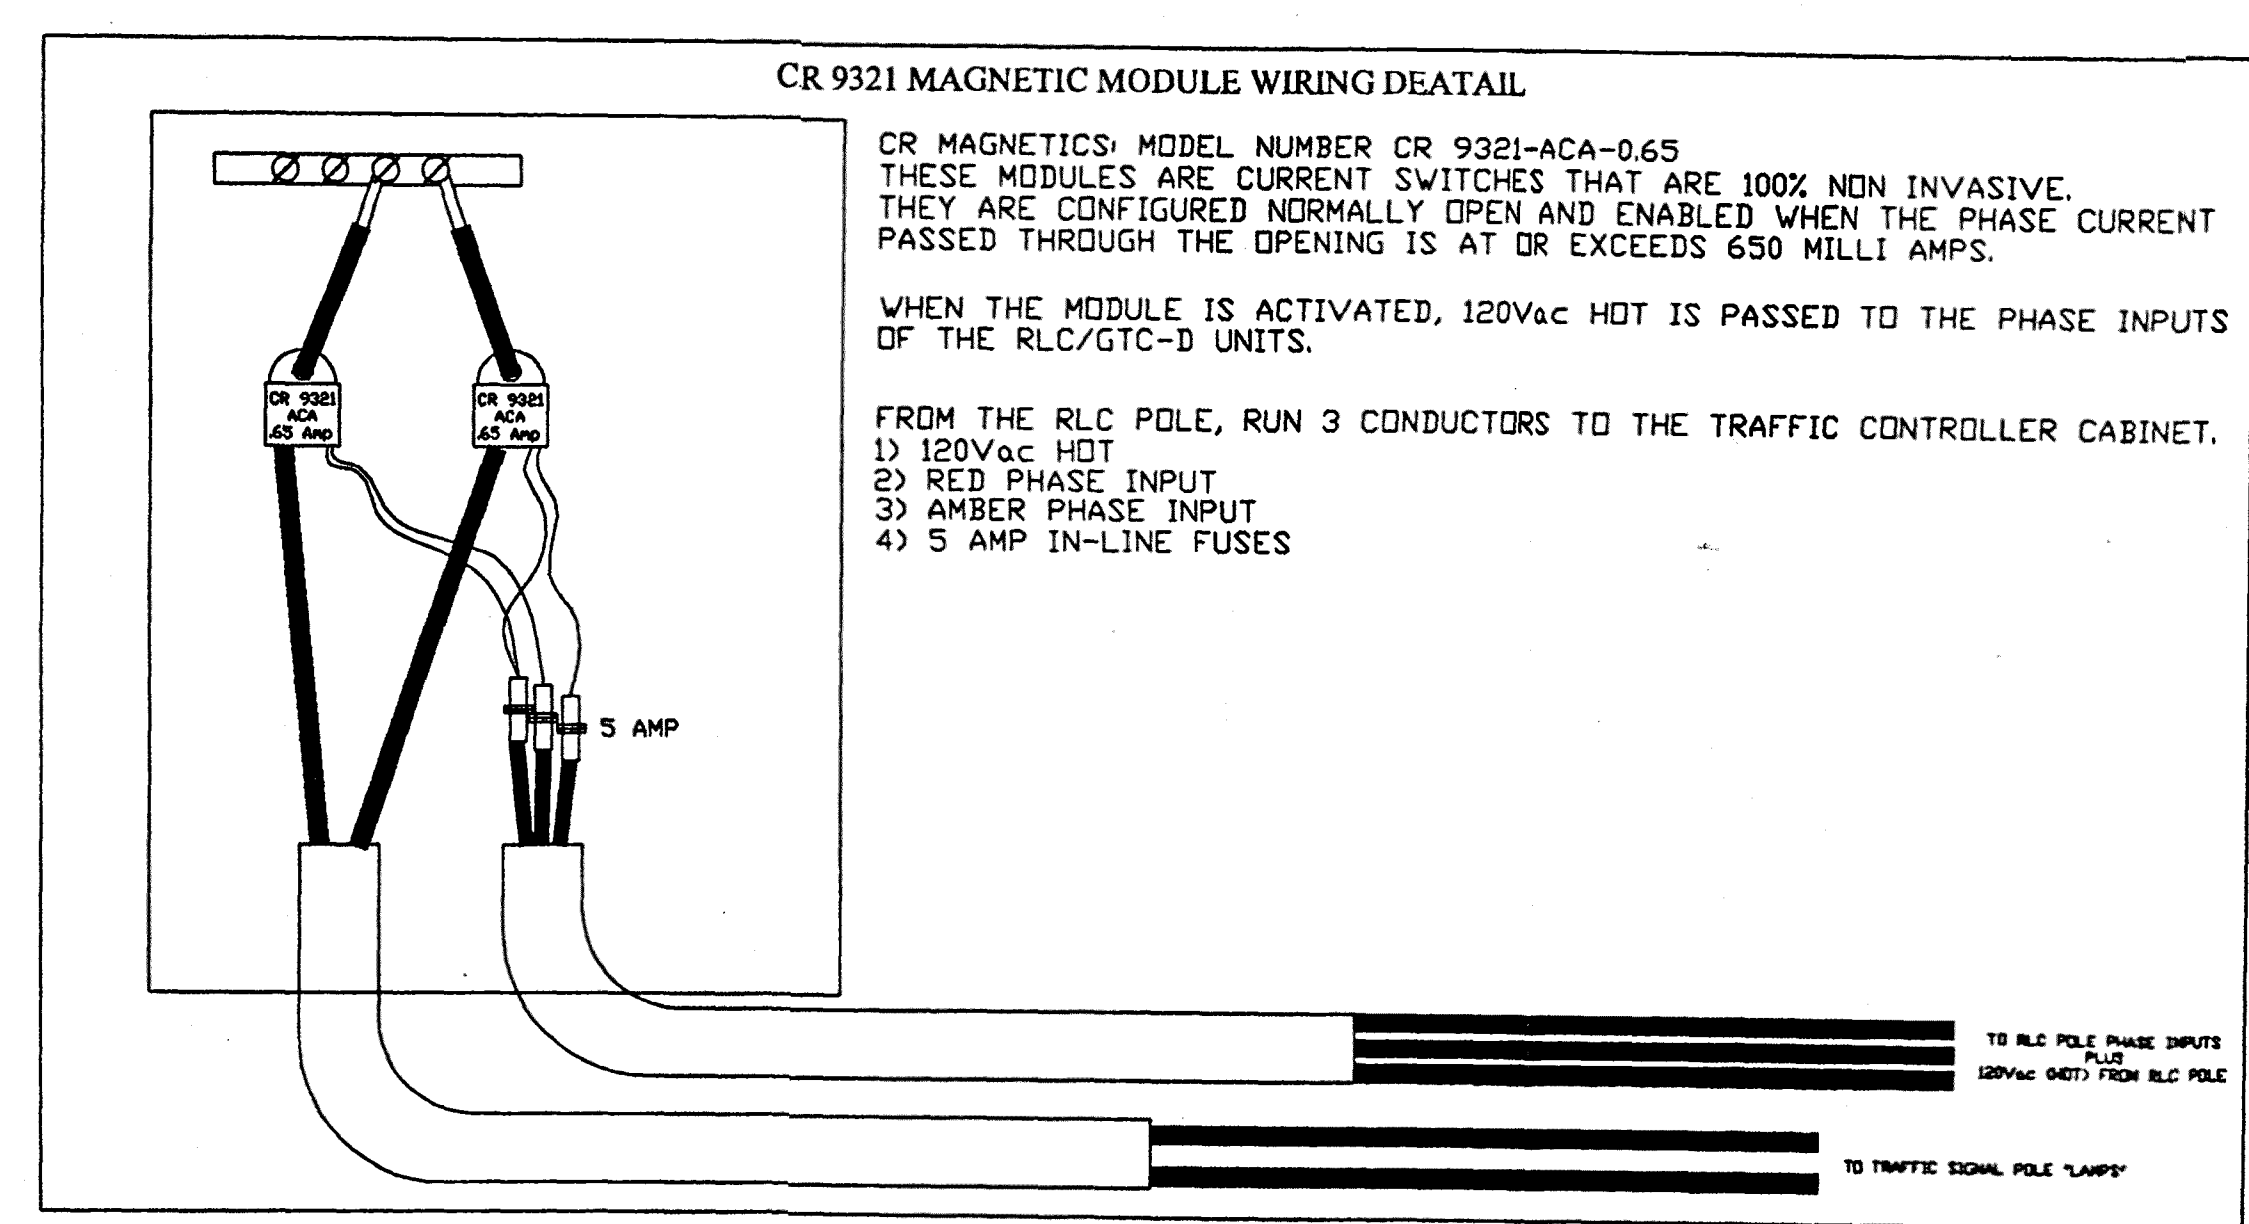 CR 9321 MAGNETIC MODULE WIRING DEATAIL
CR MAGNETICS: MODEL NUMBER CR 9321-ACA-0.65
THESE MODULES ARE CURRENT SWITCHES THAT ARE 100% NON INVASIVE.
THEY ARE CONFIGURED NORMALLY OPEN AND ENABLED WHEN THE PHASE CURRENT
PASSED THROUGH THE OPENING IS AT OR EXCEEDS 650 MILLI AMPS.
WHEN THE MODULE IS ACTIVATED, 120Vac HOT IS PASSED TO THE PHASE INPUTS
OF THE RLC/GTC-D UNITS.
FROM THE RLC POLE, RUN 3 CONDUCTORS TO THE TRAFFIC CONTROLLER CABINET.
1) 120Vac HOT
2) RED PHASE INPUT
3) AMBER PHASE INPUT
4) 5 AMP IN-LINE FUSES
CR 9321
ACA
.65 Amp
CR 9321
ACA
.65 Amp
5 AMP
TO RLC POLE PHASE INPUTS
PLUS
120Vac (HOT) FROM RLC POLE
TO TRAFFIC SIGNAL POLE "LAMPS"